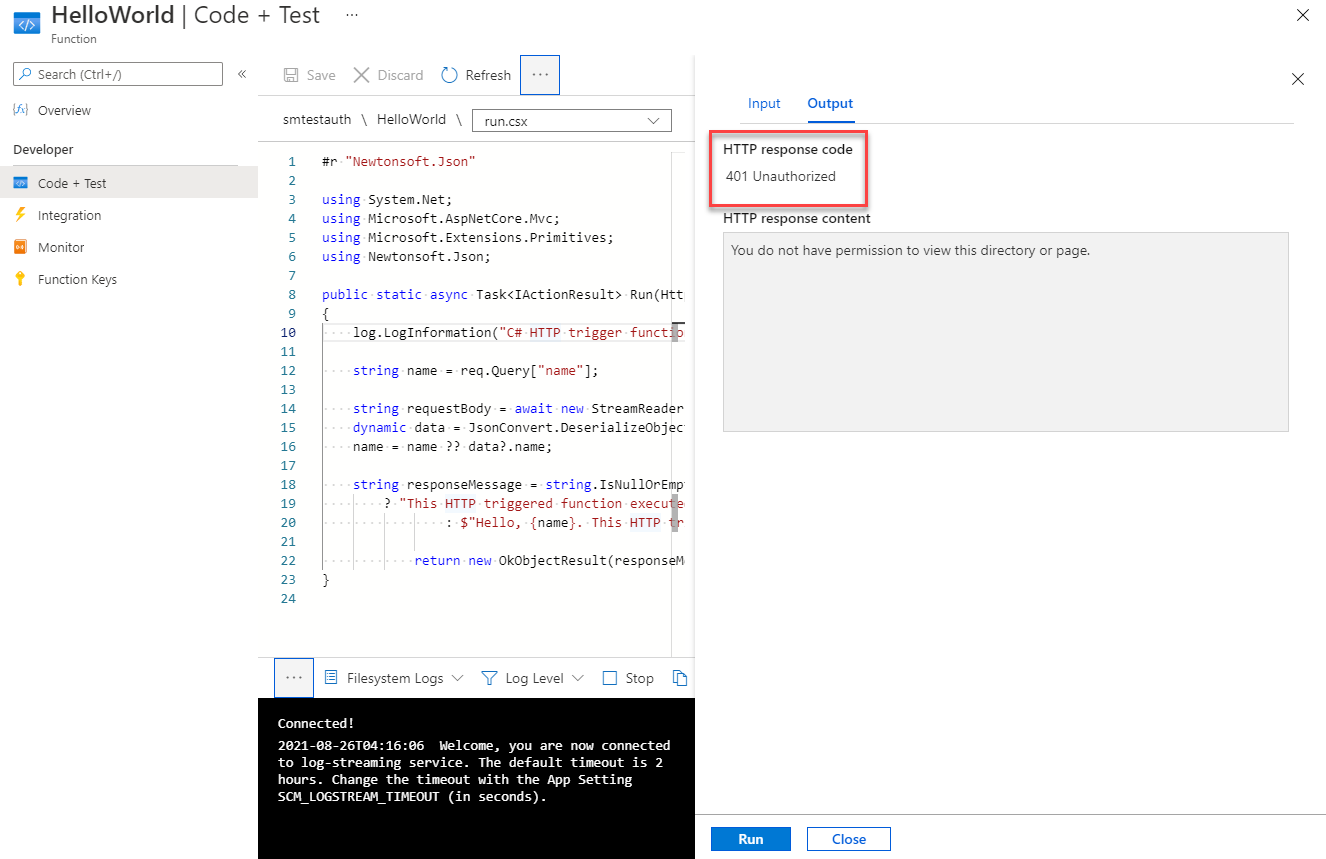 HelloWorld | Code + Test ...
Function
Search (Ctrl+/)
«
Overview
Developer
Code + Test
Integration
Monitor
Function Keys
Save Discard Refresh ...
smtestauth \ HelloWorld \ run.csx
1 #r "Newtonsoft.Json"
2
3 using System.Net;
4 using Microsoft.AspNetCore.Mvc;
5 using Microsoft.Extensions.Primitives;
6 using Newtonsoft.Json;
7
8 public static async Task<IActionResult> Run(Htt
9 {
10 log.LogInformation("C# HTTP trigger functio
11
12 string name = req.Query["name"];
13
14 string requestBody = await new StreamReader
15 dynamic data = JsonConvert.DeserializeObjec
16 name = name ?? data?.name;
17
18 string responseMessage = string.IsNullOrEmp
19 ? "This HTTP triggered function execute
20 : $"Hello, {name}. This HTTP tr
21
22 return new OkObjectResult(responseM
23 }
24
... Filesystem Logs Log Level Stop
Connected!
2021-08-26T04:16:06 Welcome, you are now connected
to log-streaming service. The default timeout is 2
hours. Change the timeout with the App Setting
SCM_LOGSTREAM_TIMEOUT (in seconds).
Input Output
HTTP response code
401 Unauthorized
HTTP response content
You do not have permission to view this directory or page.
Run Close